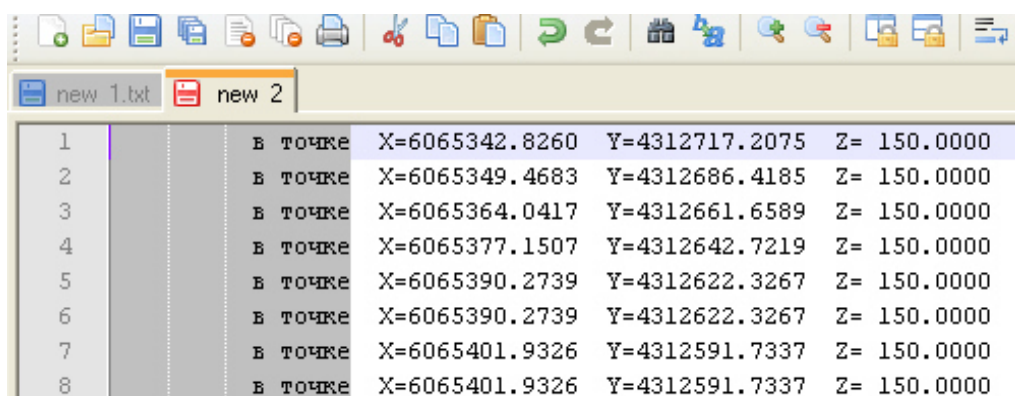 new 1.txt new 2
1 в точке X=6065342.8260 Y=4312717.2075 Z= 150.0000
2 в точке X=6065349.4683 Y=4312686.4185 Z= 150.0000
3 в точке X=6065364.0417 Y=4312661.6589 Z= 150.0000
4 в точке X=6065377.1507 Y=4312642.7219 Z= 150.0000
5 в точке X=6065390.2739 Y=4312622.3267 Z= 150.0000
6 в точке X=6065390.2739 Y=4312622.3267 Z= 150.0000
7 в точке X=6065401.9326 Y=4312591.7337 Z= 150.0000
8 в точке X=6065401.9326 Y=4312591.7337 Z= 150.0000